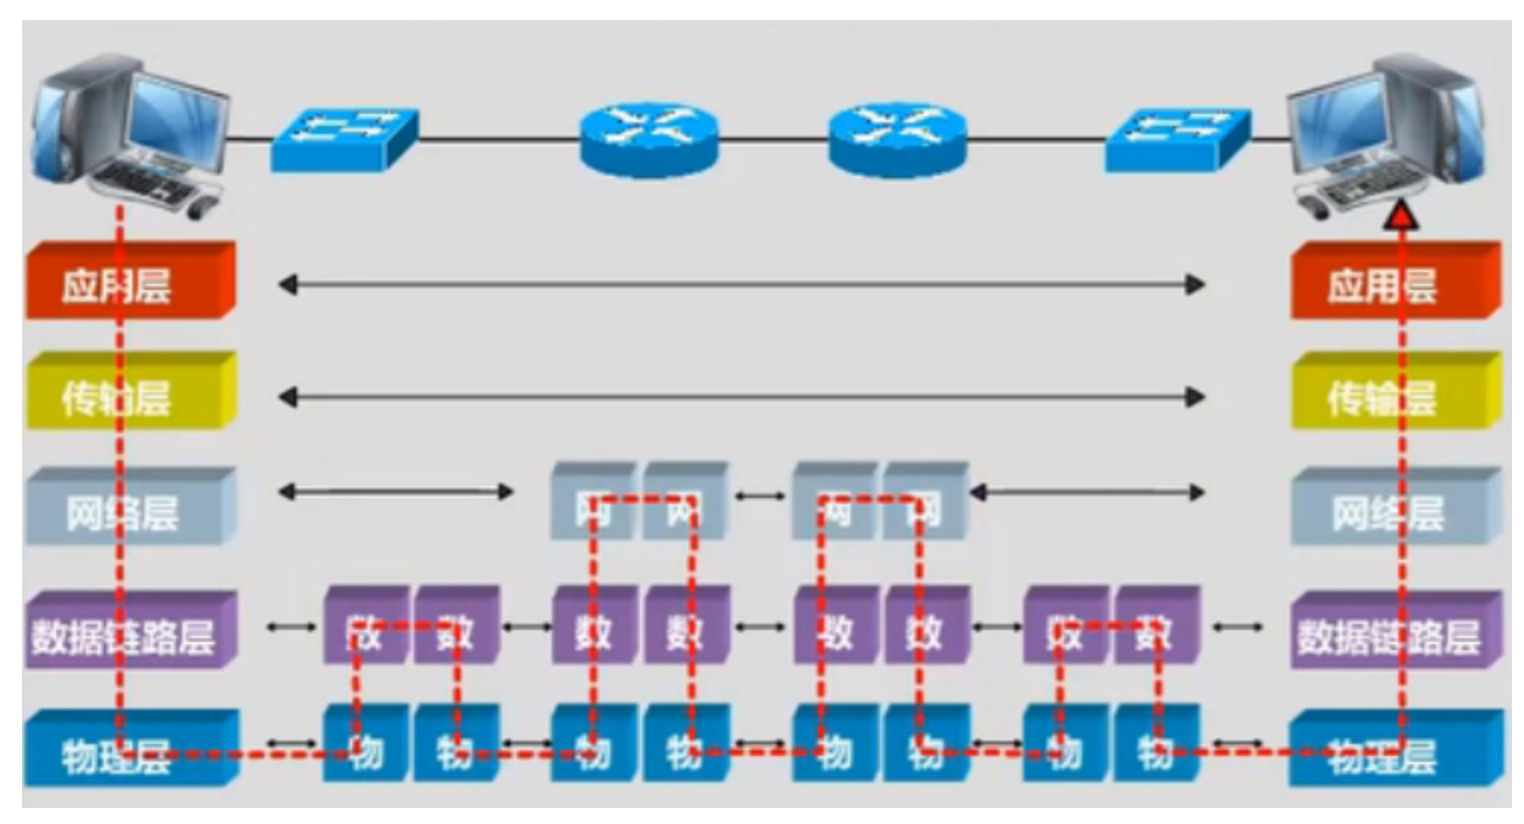 应用层 应用层
传输层 传输层
网络层 网 网 网 网 网络层
数据链路层 数 数 数 数 数 数 数 数 数据链路层
物理层 物 物 物 物 物 物 物 物 物理层